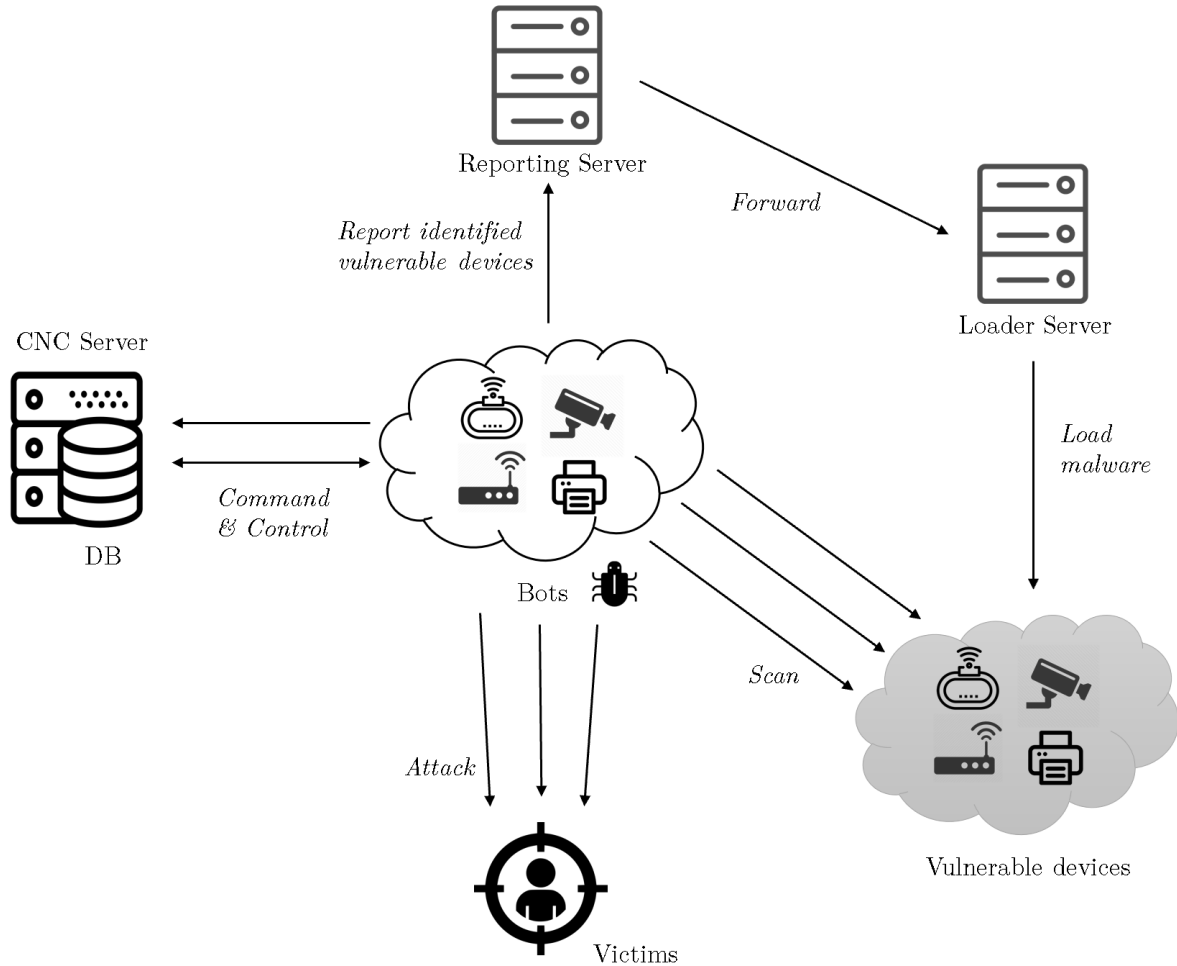 Reporting Server
Forward
Report identified
vulnerable devices
Loader Server
CNC Server
Load
malware
Command
& Control
DB
Bots
Scan
Attack
Vulnerable devices
Victims